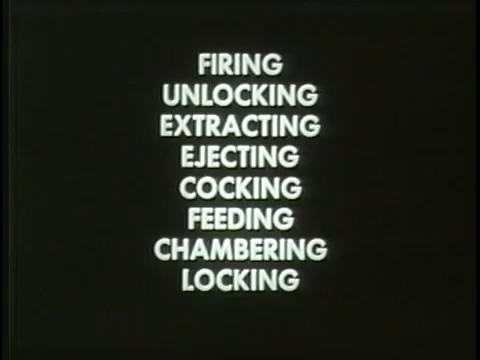 FIRING
UNLOCKING
EXTRACTING
EJECTING
COCKING
FEEDING
CHAMBERING
LOCKING